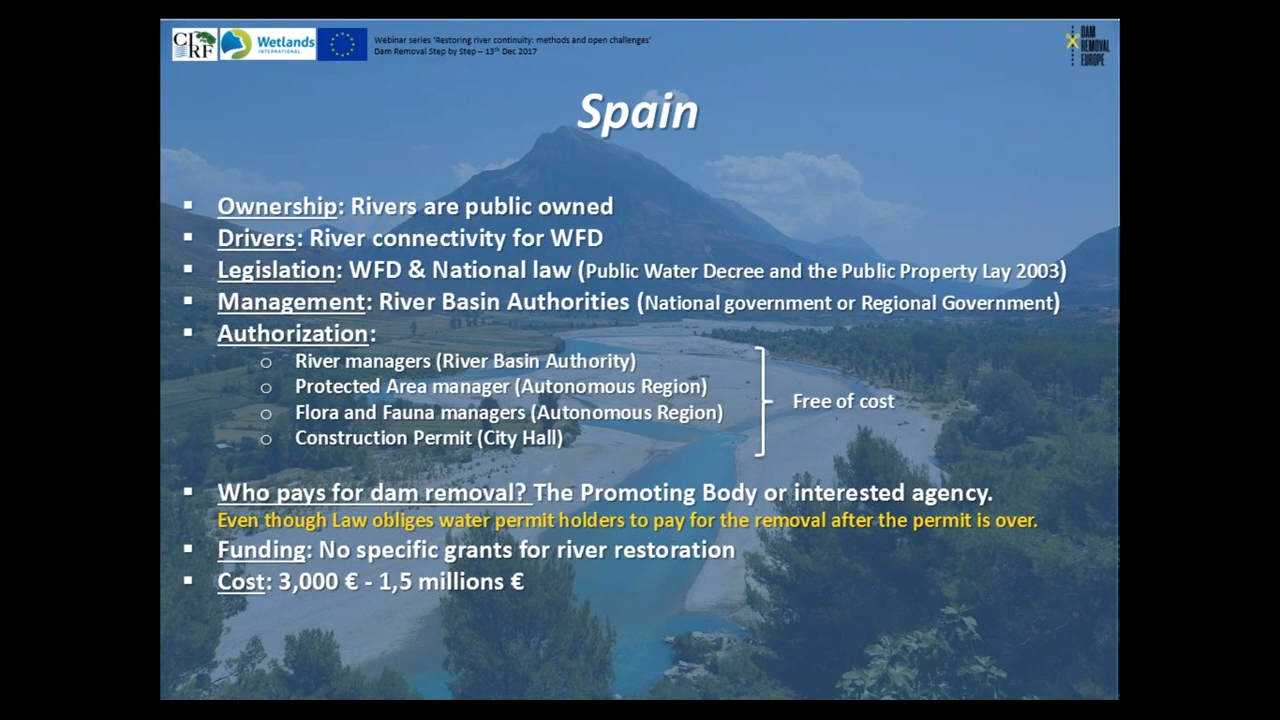 CIRF
Wetlands
INTERNATIONAL
Webinar series 'Restoring river continuity: methods and open challenges'
Dam Removal Step by Step – 13th Dec 2017
DAM
REMOVAL
EUROPE
Spain
▪ Ownership: Rivers are public owned
▪ Drivers: River connectivity for WFD
▪ Legislation: WFD & National law (Public Water Decree and the Public Property Lay 2003)
▪ Management: River Basin Authorities (National government or Regional Government)
▪ Authorization:
o River managers (River Basin Authority)
o Protected Area manager (Autonomous Region)
Free of cost
o Flora and Fauna managers (Autonomous Region)
o Construction Permit (City Hall)
▪ Who pays for dam removal? The Promoting Body or interested agency.
Even though Law obliges water permit holders to pay for the removal after the permit is over.
▪ Funding: No specific grants for river restoration
▪ Cost: 3,000 € - 1,5 millions €